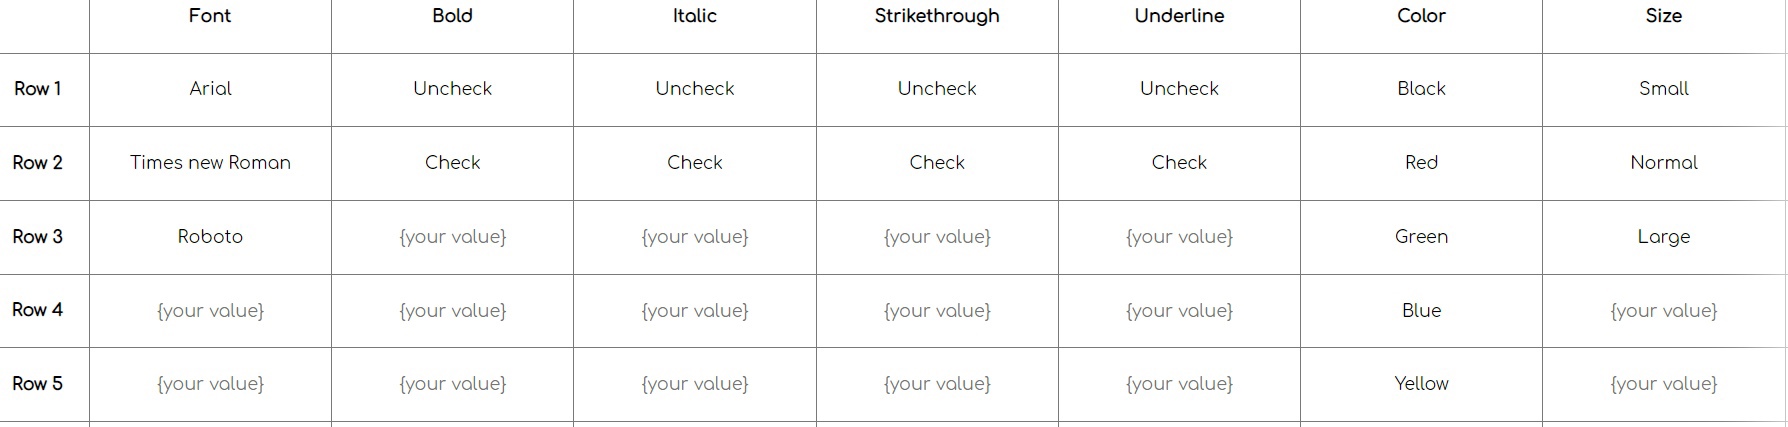 Font Bold Italic Strikethrough Underline Color Size
Row 1 Arial Uncheck Uncheck Uncheck Uncheck Black Small
Row 2 Times new Roman Check Check Check Check Red Normal
Row 3 Roboto {your value} {your value} {your value} {your value} Green Large
Row 4 {your value} {your value} {your value} {your value} {your value} Blue {your value}
Row 5 {your value} {your value} {your value} {your value} {your value} Yellow {your value}